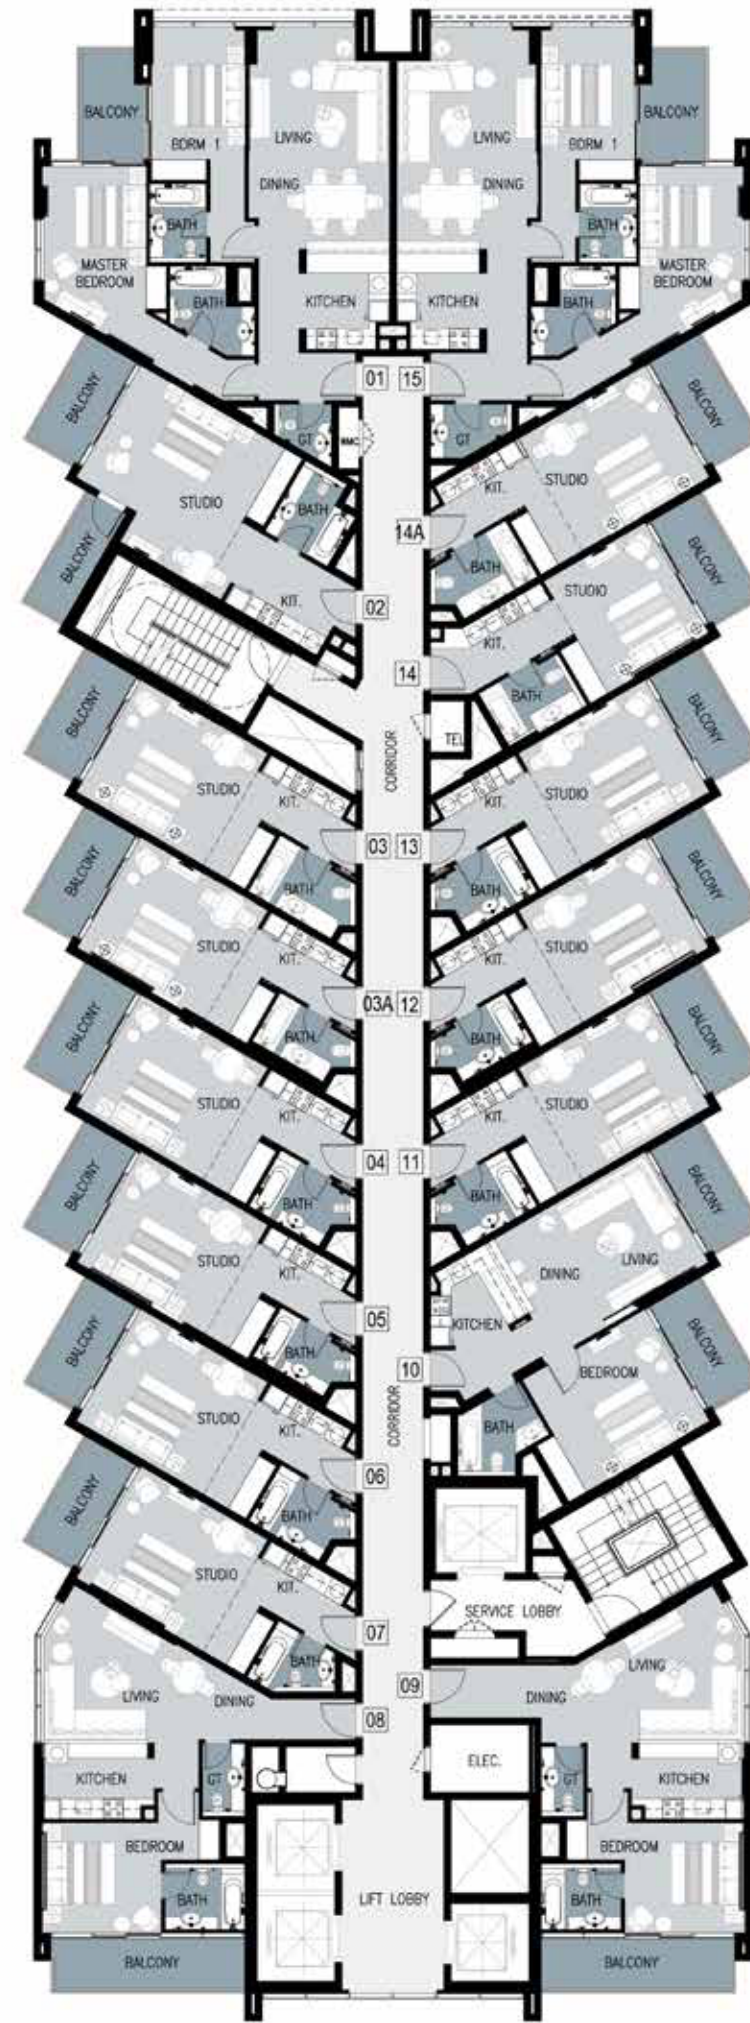 BALCONY
BDRM 1
LIVING
LIVING
BDRM 1
BALCONY
DINING
DINING
BATH
BATH
MASTER
BEDROOM
MASTER
BEDROOM
BATH
KITCHEN
KITCHEN
BATH
01
15
BALCONY
BALCONY
GT
GT
STUDIO
KIT.
STUDIO
BATH
14A
BALCONY
BATH
BALCONY
KIT.
02
STUDIO
KIT.
14
BATH
BALCONY
TEL
BALCONY
CORRIDOR
STUDIO
KIT.
KIT.
STUDIO
03
13
BATH
BATH
BALCONY
BALCONY
STUDIO
KIT.
KIT.
STUDIO
03A
12
BATH
BATH
BALCONY
BALCONY
STUDIO
KIT.
KIT.
STUDIO
04
11
BATH
BATH
BALCONY
BALCONY
STUDIO
KIT.
DINING
LIVING
05
KITCHEN
BATH
10
BALCONY
BALCONY
BEDROOM
CORRIDOR
STUDIO
KIT.
BATH
06
BATH
BALCONY
STUDIO
KIT.
SERVICE LOBBY
07
BATH
LIVING
09
LIVING
DINING
08
DINING
KITCHEN
GT
ELEC.
GT
KITCHEN
BEDROOM
BEDROOM
BATH
LIFT LOBBY
BATH
BALCONY
BALCONY